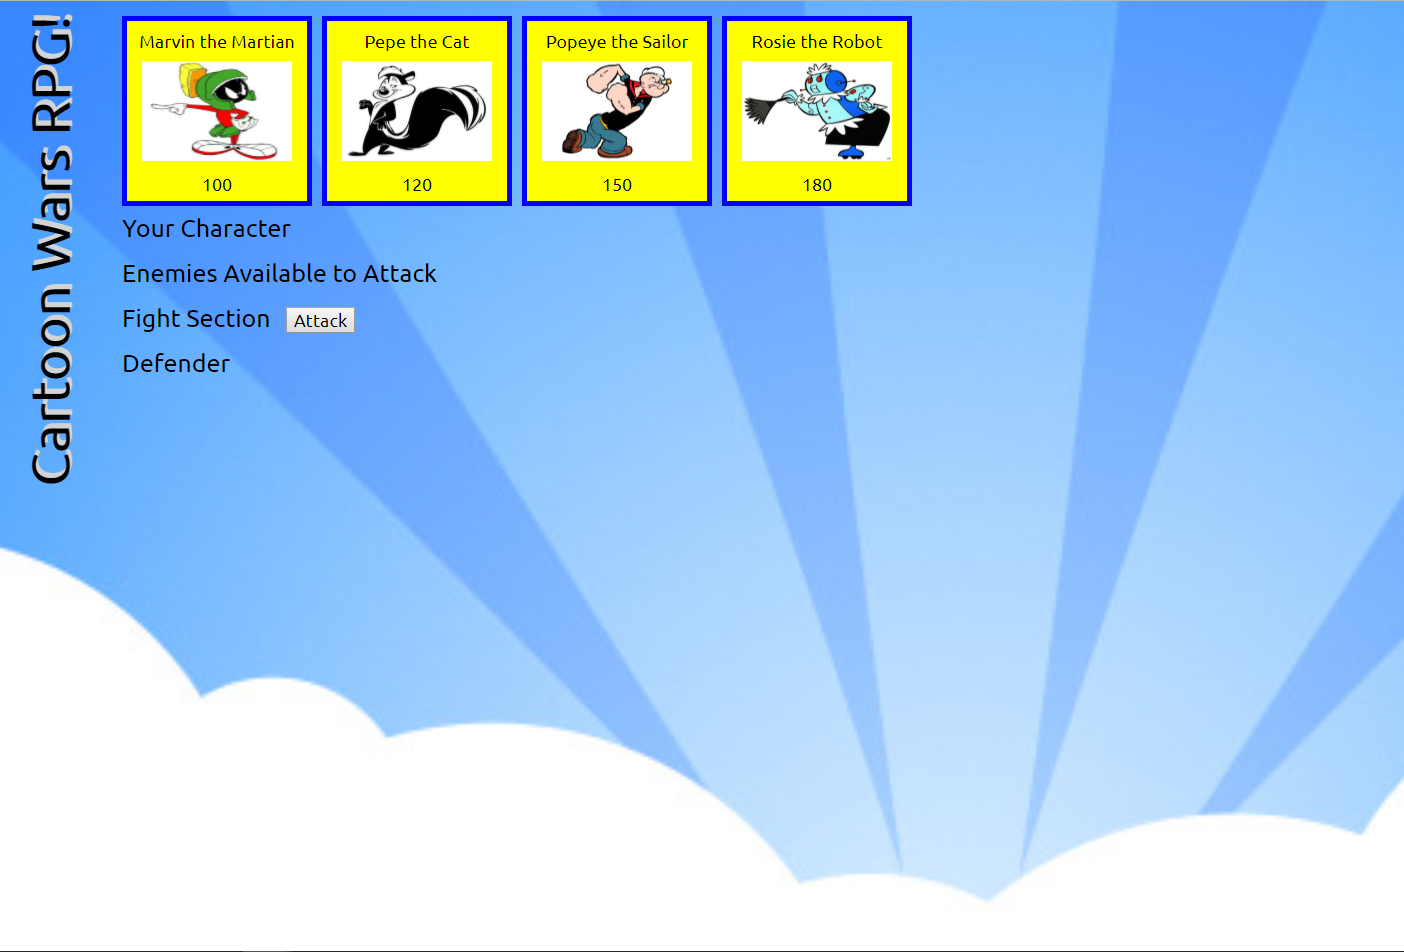 Cartoon Wars RPG!
Marvin the Martian
100
Pepe the Cat
120
Popeye the Sailor
150
Rosie the Robot
180
Your Character
Enemies Available to Attack
Fight Section
Attack
Defender